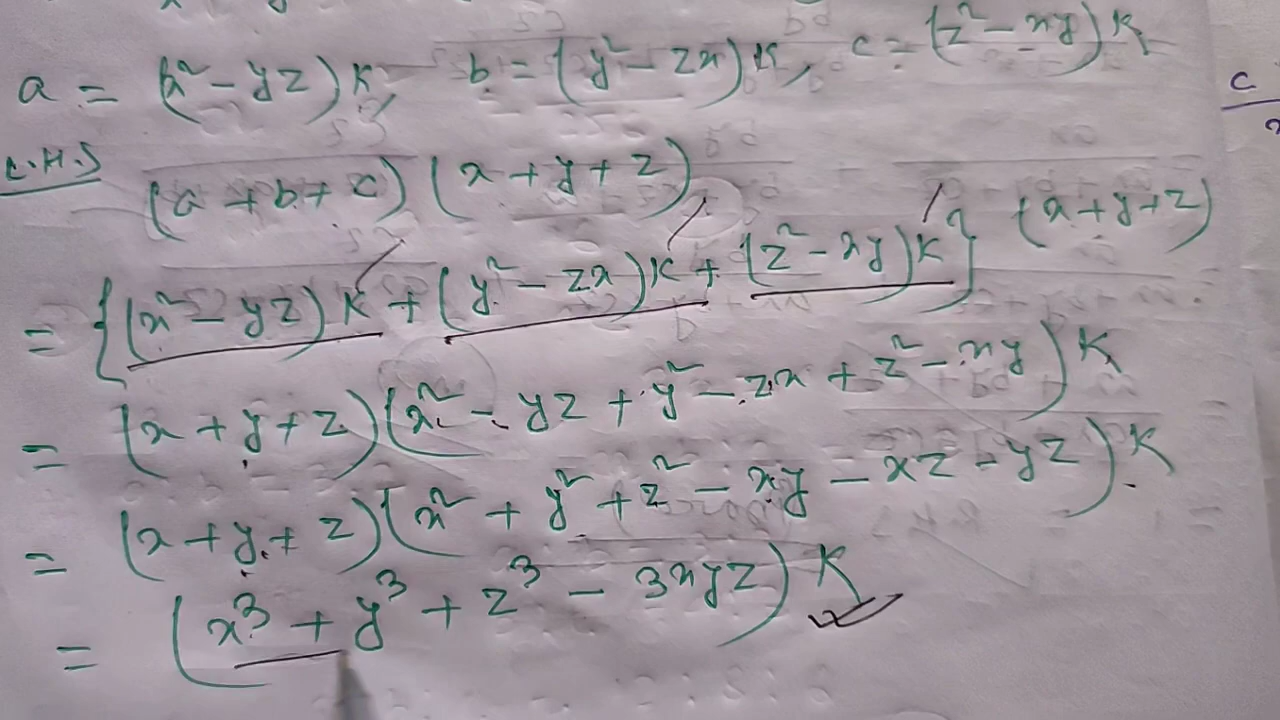 a = (x² - yz)K, b = (y² - zx)K, c = (z² - xy)K
L.H.S
(a + b + c) (x + y + z)
= {(x² - yz)K + (y² - zx)K + (z² - xy)K} (x + y + z)
= (x + y + z)(x² - yz + y² - zx + z² - xy)K
= (x + y + z)(x² + y² + z² - xy - xz - yz)K
= (x³ + y³ + z³ - 3xyz)K
c